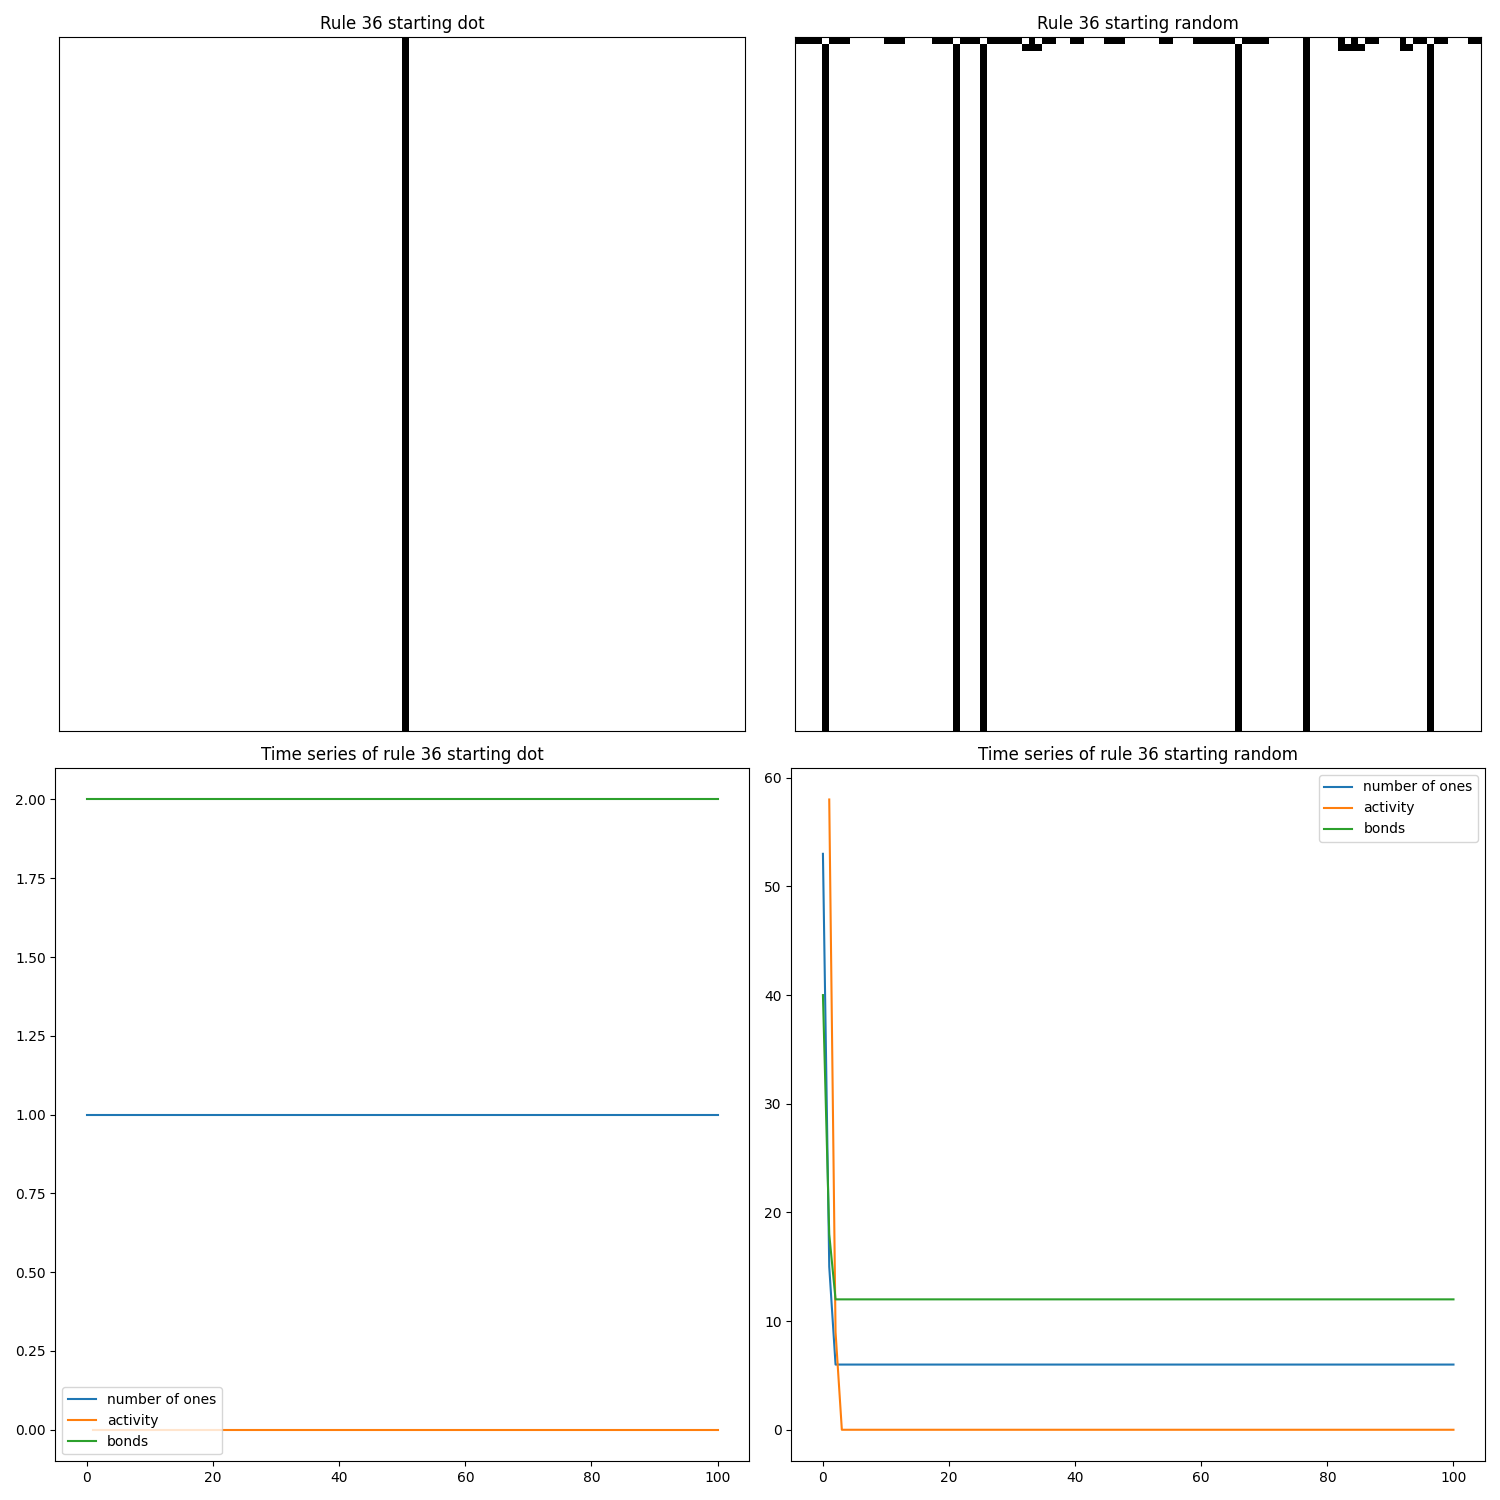 Rule 36 starting dot
Rule 36 starting random
Time series of rule 36 starting dot
2.00
1.75
1.50
1.25
1.00
0.75
0.50
0.25
0.00
number of ones
activity
bonds
0 20 40 60 80 100
Time series of rule 36 starting random
60
50
40
30
20
10
0
number of ones
activity
bonds
0 20 40 60 80 100